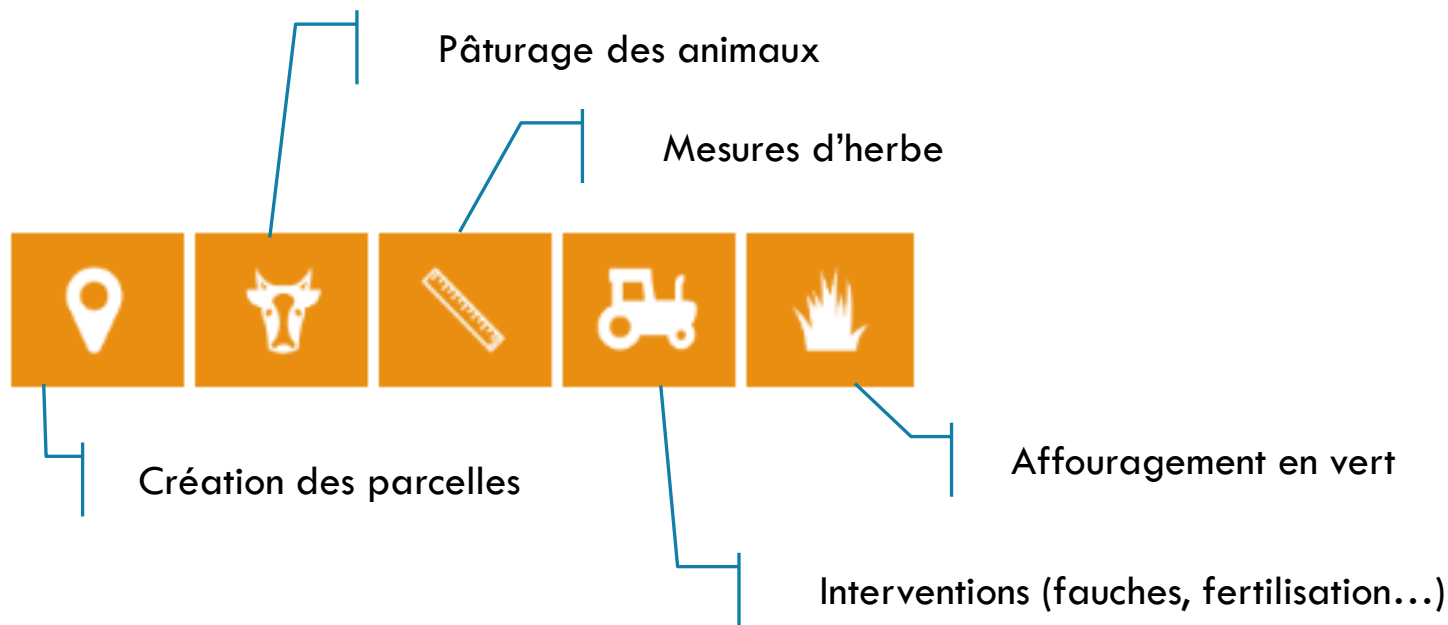 Pâturage des animaux
Mesures d’herbe
Création des parcelles
Affouragement en vert
Interventions (fauches, fertilisation…)